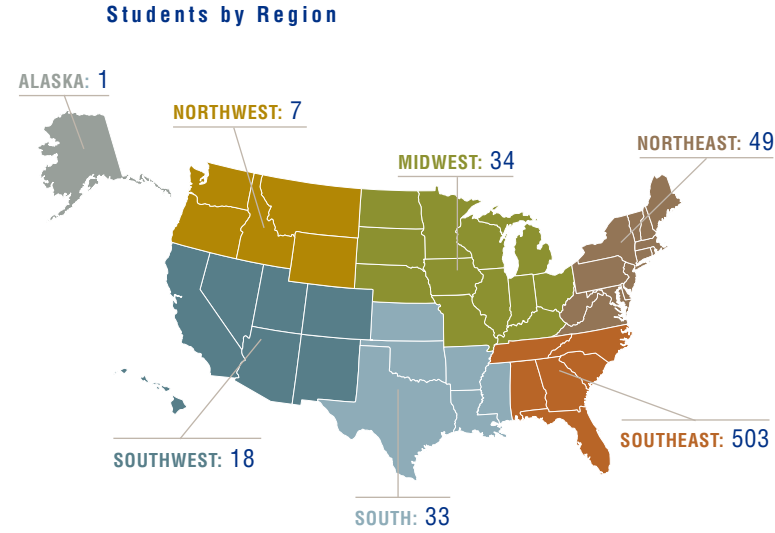 Students by Region
ALASKA: 1
NORTHWEST: 7
NORTHEAST: 49
MIDWEST: 34
SOUTHEAST: 503
SOUTHWEST: 18
SOUTH: 33